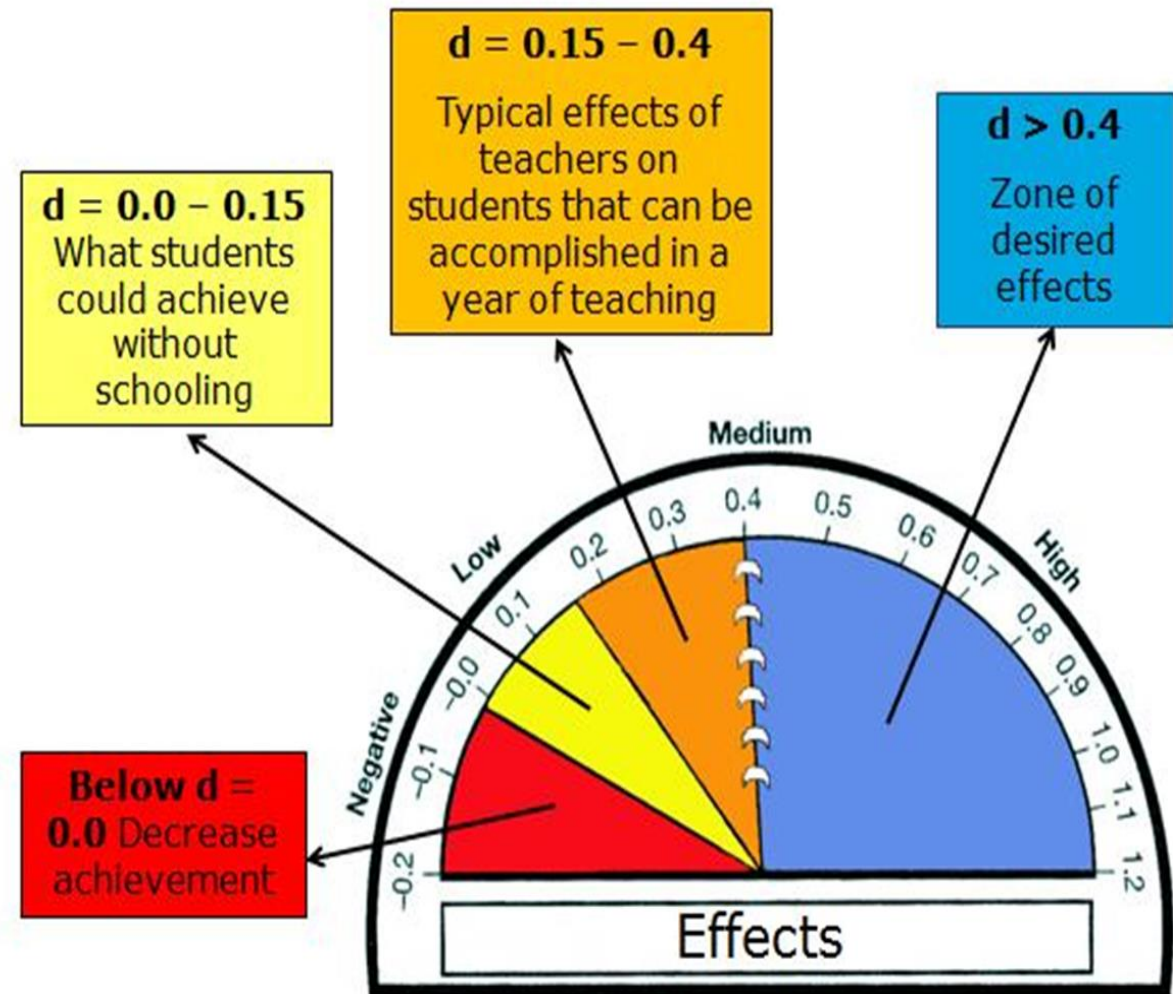 d = 0.15 – 0.4
Typical effects of
teachers on
students that can be
accomplished in a
year of teaching
d > 0.4
Zone of
desired
effects
d = 0.0 – 0.15
What students
could achieve
without
schooling
Below d =
0.0 Decrease
achievement
Negative
Low
Medium
High
-0.2
-0.1
-0.0
0.1
0.2
0.3
0.4
0.5
0.6
0.7
0.8
0.9
1.0
1.1
1.2
Effects